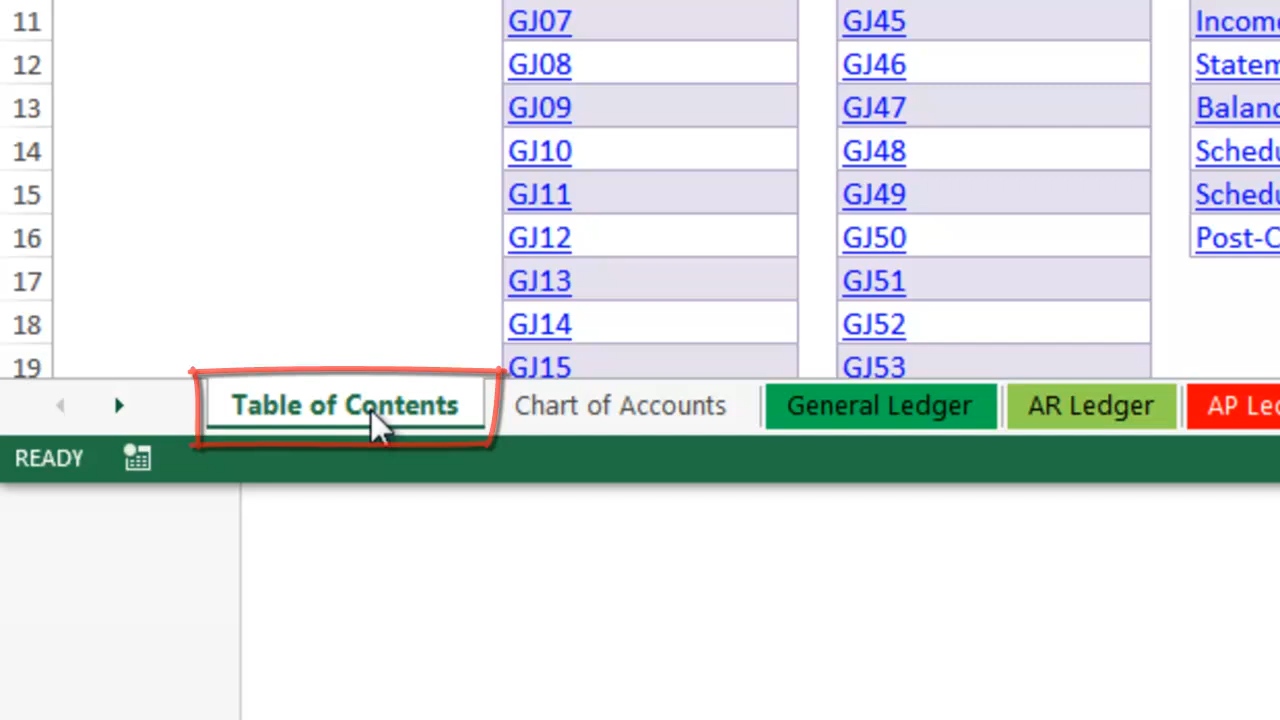 11 GJ07 GJ45
12 GJ08 GJ46
13 GJ09 GJ47
14 GJ10 GJ48
15 GJ11 GJ49
16 GJ12 GJ50
17 GJ13 GJ51
18 GJ14 GJ52
19 GJ15 GJ53
Table of Contents Chart of Accounts General Ledger AR Ledger AP
READY